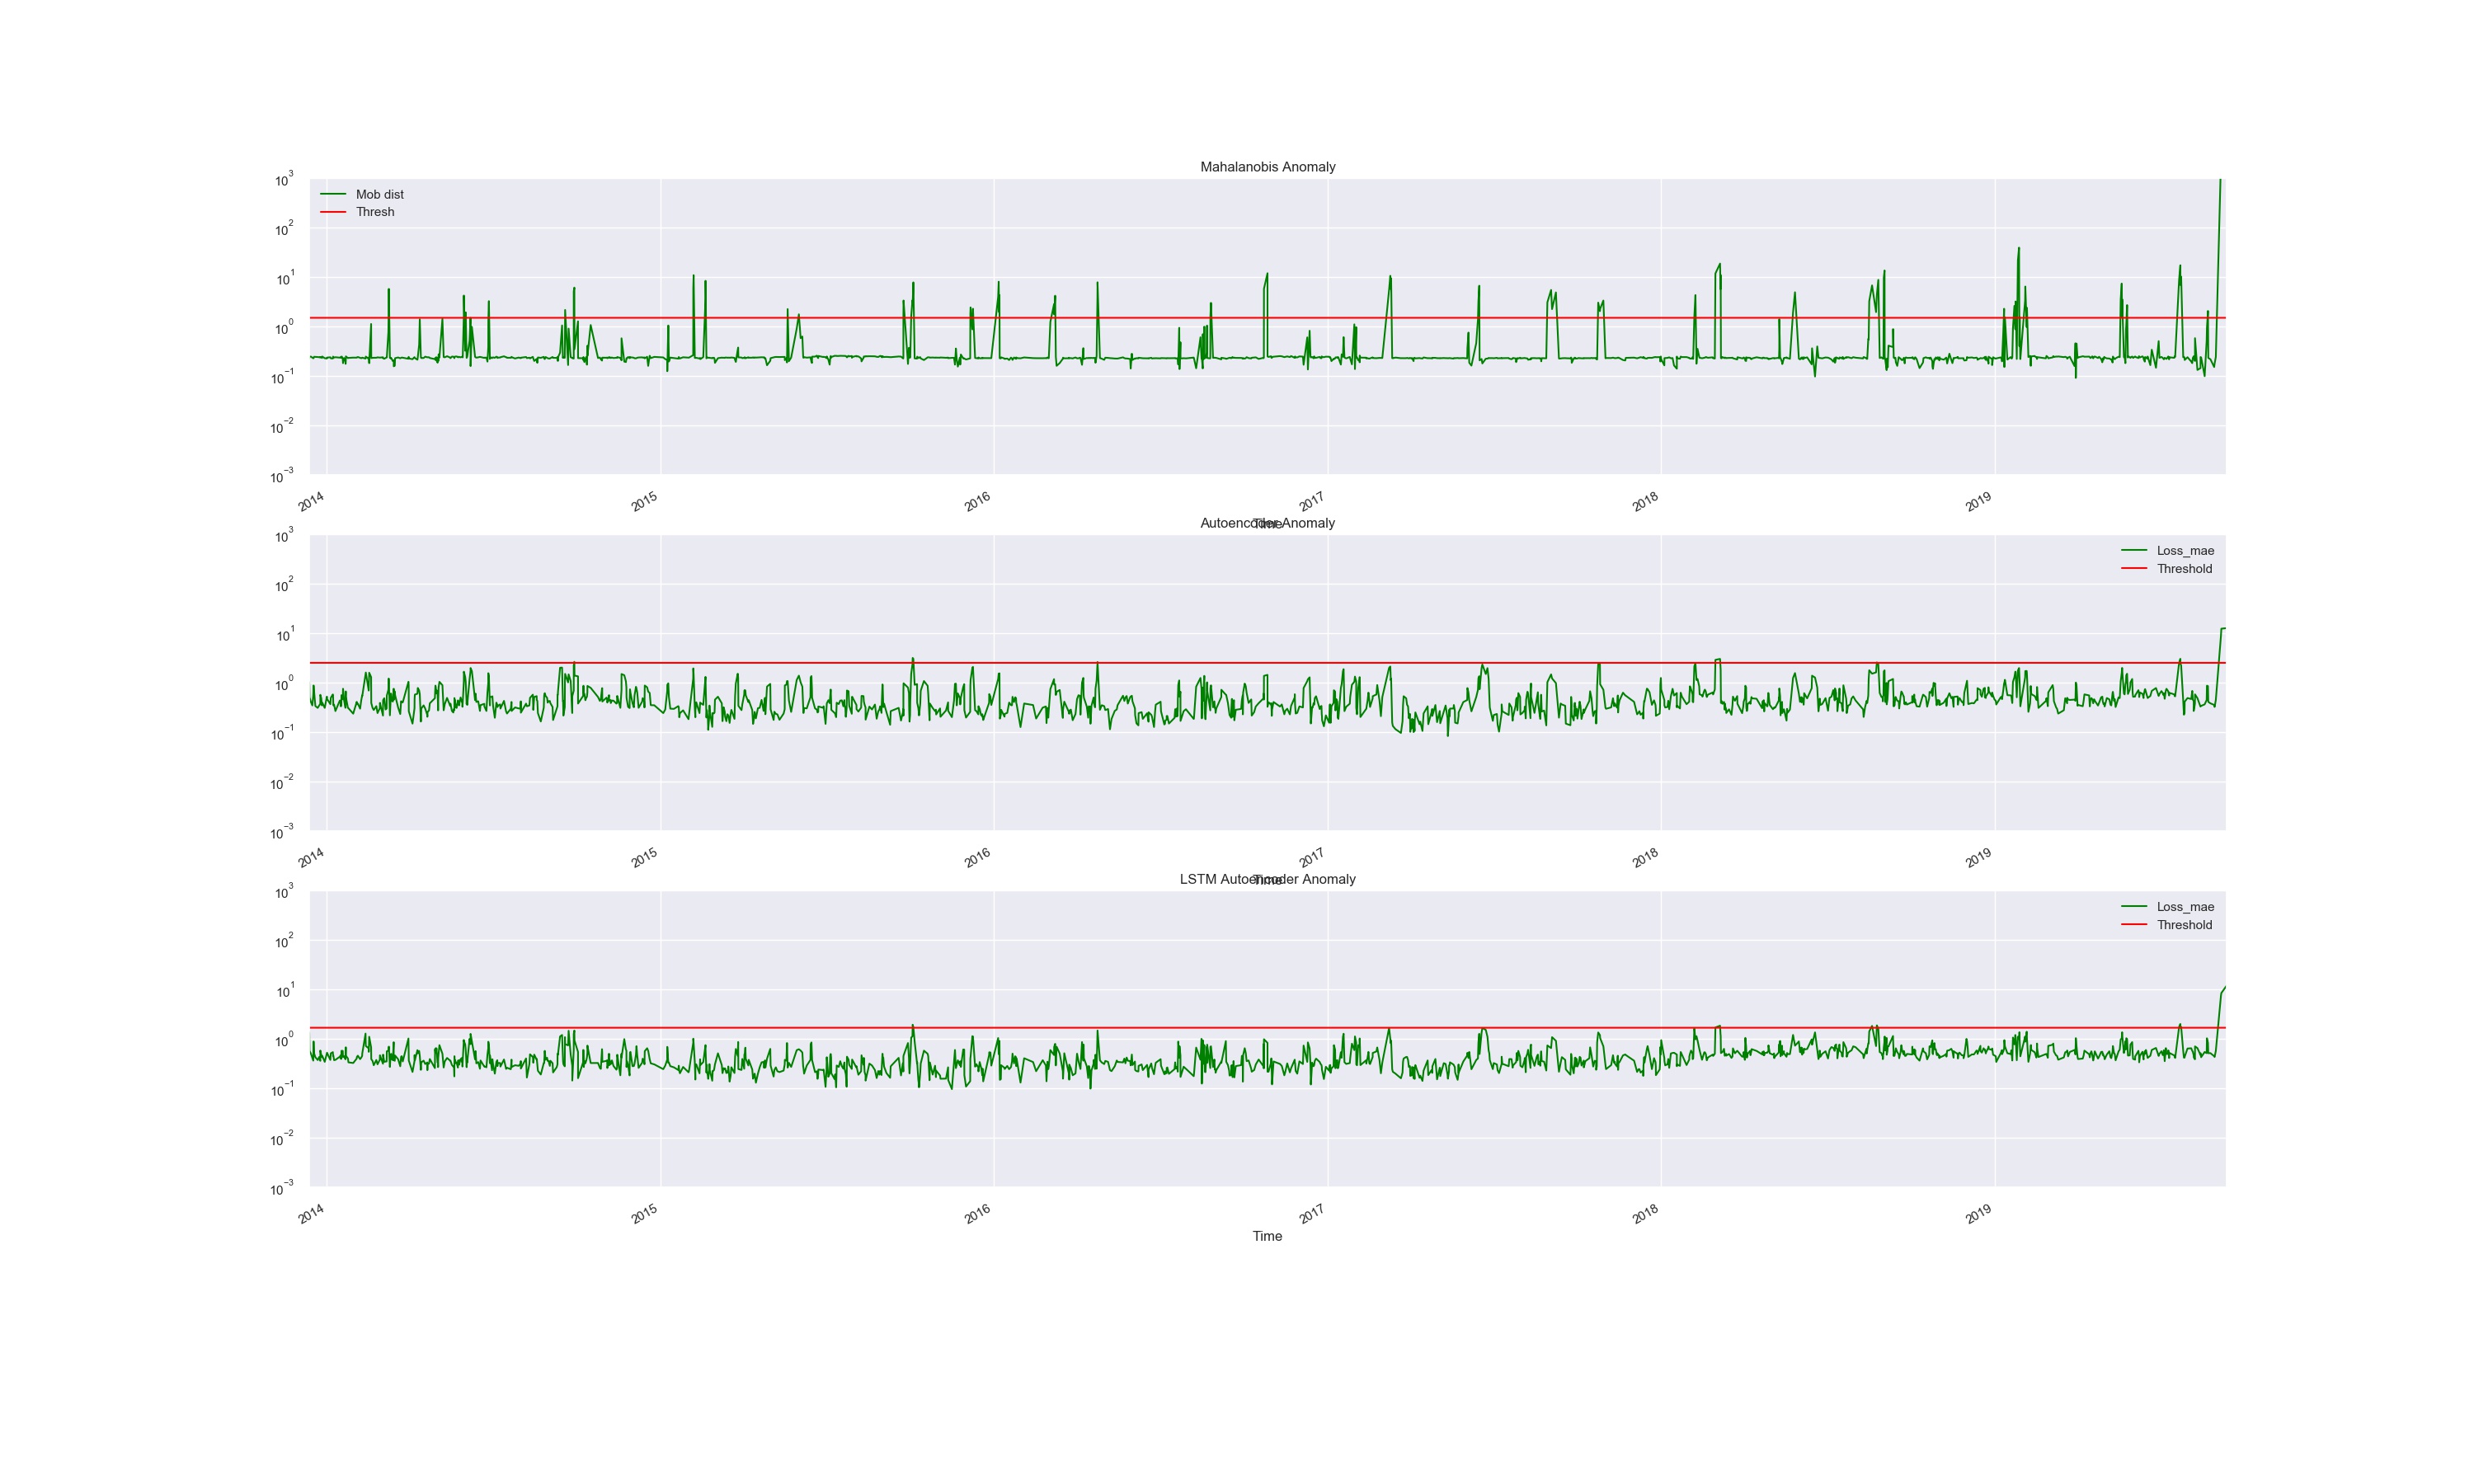 Mahalanobis Anomaly
10^3
10^2
10^1
10^0
10^−1
10^−2
10^−3
Mob dist
Thresh
2014 2015 2016 2017 2018 2019
Time
Autoencoder Anomaly
10^3
10^2
10^1
10^0
10^−1
10^−2
10^−3
Loss_mae
Threshold
2014 2015 2016 2017 2018 2019
Time
LSTM Autoencoder Anomaly
10^3
10^2
10^1
10^0
10^−1
10^−2
10^−3
Loss_mae
Threshold
2014 2015 2016 2017 2018 2019
Time